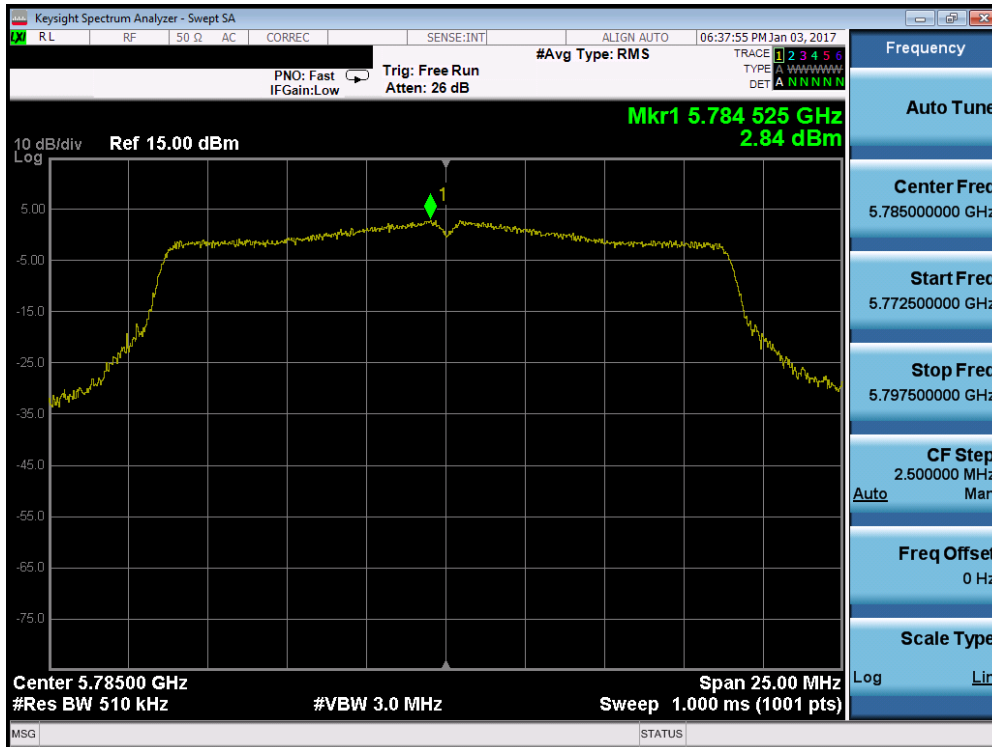 Keysight Spectrum Analyzer - Swept SA
LXI RL RF 50 Ω AC CORREC SENSE:INT ALIGN AUTO 06:37:55 PM Jan 03, 2017
#Avg Type: RMS
TRACE 1 2 3 4 5 6
TYPE A WWWWW
DET A N N N N N
PNO: Fast
IFGain:Low
Trig: Free Run
Atten: 26 dB
Mkr1 5.784 525 GHz
2.84 dBm
10 dB/div
Log
Ref 15.00 dBm
1
5.00
-5.00
-15.0
-25.0
-35.0
-45.0
-55.0
-65.0
-75.0
Center 5.78500 GHz
Span 25.00 MHz
#Res BW 510 kHz
#VBW 3.0 MHz
Sweep 1.000 ms (1001 pts)
MSG
STATUS
Frequency
Auto Tune
Center Freq
5.785000000 GHz
Start Freq
5.772500000 GHz
Stop Freq
5.797500000 GHz
CF Step
2.500000 MHz
Auto Man
Freq Offset
0 Hz
Scale Type
Log Lin